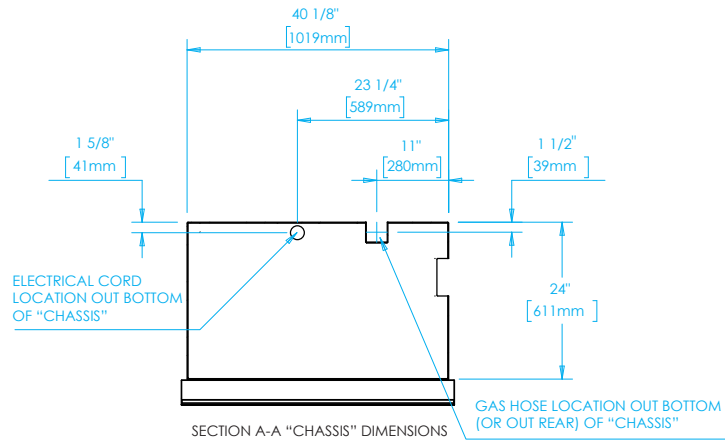 40 1/8"
[1019mm]
23 1/4"
[589mm]
1 5/8"
[41mm]
11"
[280mm]
1 1/2"
[39mm]
ELECTRICAL CORD
LOCATION OUT BOTTOM
OF “CHASSIS”
24"
[611mm]
GAS HOSE LOCATION OUT BOTTOM
(OR OUT REAR) OF “CHASSIS”
SECTION A-A “CHASSIS” DIMENSIONS